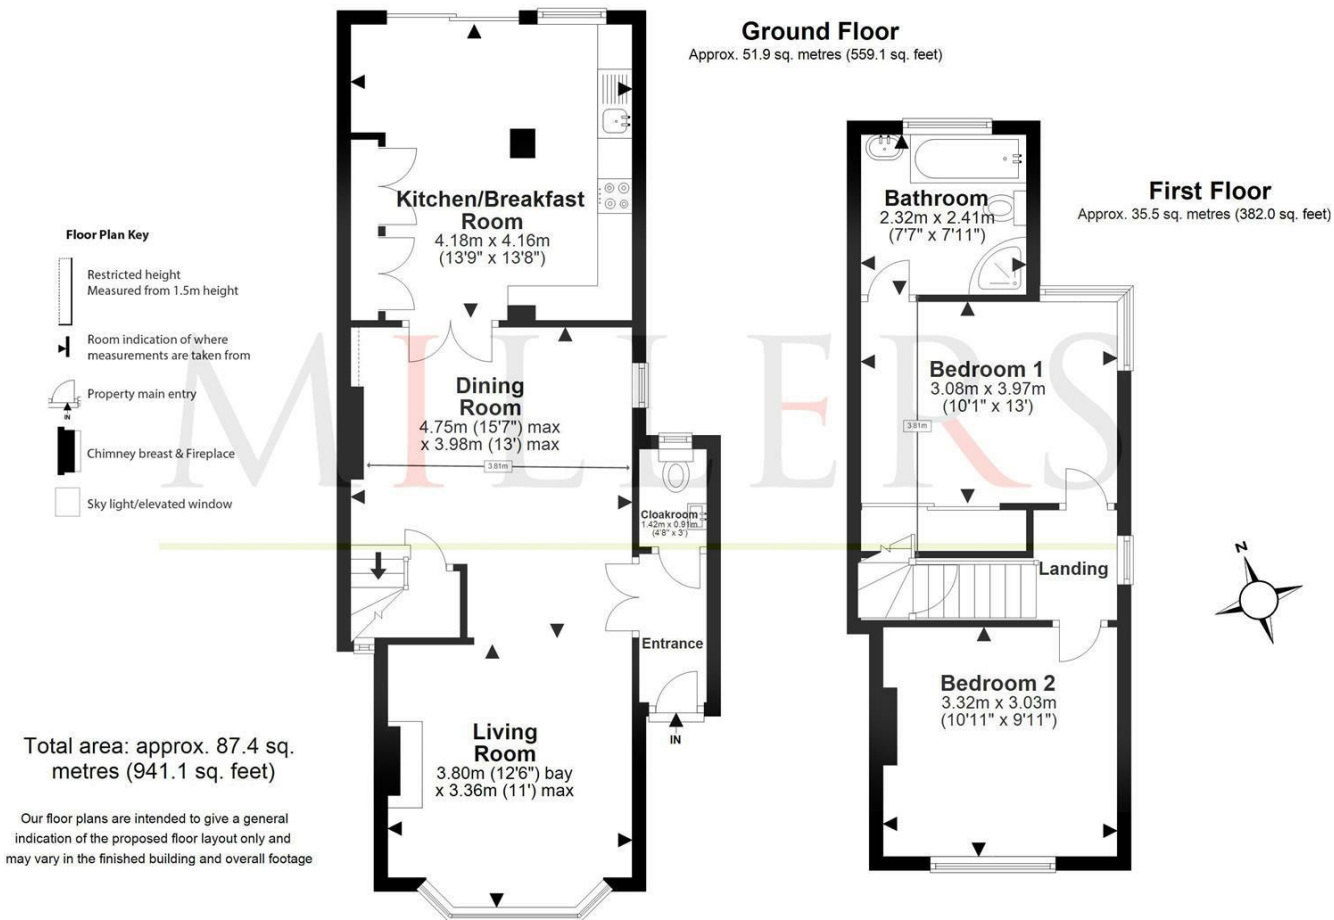 Ground Floor
Approx. 51.9 sq. metres (559.1 sq. feet)
Kitchen/Breakfast
Room
4.18m x 4.16m
(13'9" x 13'8")
Dining
Room
4.75m (15'7") max
x 3.98m (13') max
3.81m
Cloakroom
1.42m x 0.91m
(4'8" x 3')
Entrance
IN
Living
Room
3.80m (12'6") bay
x 3.36m (11') max
First Floor
Approx. 35.5 sq. metres (382.0 sq. feet)
Bathroom
2.32m x 2.41m
(7'7" x 7'11")
Bedroom 1
3.08m x 3.97m
(10'1" x 13')
3.81m
Landing
Bedroom 2
3.32m x 3.03m
(10'11" x 9'11")
N
Floor Plan Key
Restricted height
Measured from 1.5m height
Room indication of where
measurements are taken from
Property main entry
IN
Chimney breast & Fireplace
Sky light/elevated window
MILLERS
Total area: approx. 87.4 sq.
metres (941.1 sq. feet)
Our floor plans are intended to give a general
indication of the proposed floor layout only and
may vary in the finished building and overall footage